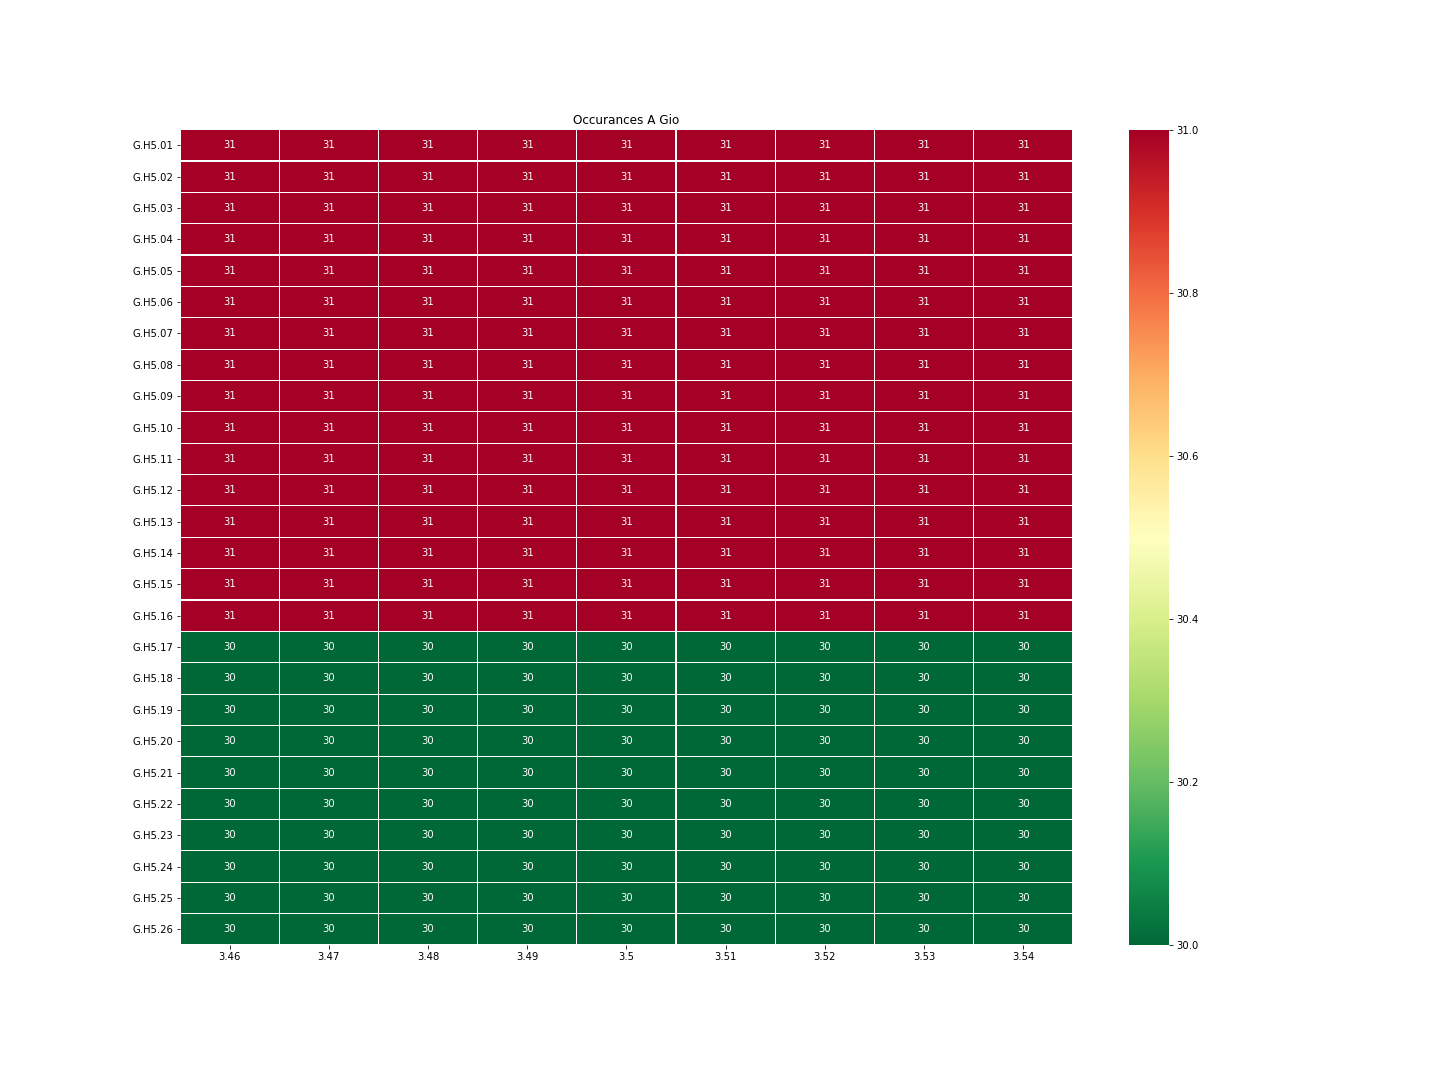 Occurances A Gio
G.H5.01 31 31 31 31 31 31 31 31 31 31.0
G.H5.02 31 31 31 31 31 31 31 31 31
G.H5.03 31 31 31 31 31 31 31 31 31
G.H5.04 31 31 31 31 31 31 31 31 31
G.H5.05 31 31 31 31 31 31 31 31 31
G.H5.06 31 31 31 31 31 31 31 31 31 30.8
G.H5.07 31 31 31 31 31 31 31 31 31
G.H5.08 31 31 31 31 31 31 31 31 31
G.H5.09 31 31 31 31 31 31 31 31 31
G.H5.10 31 31 31 31 31 31 31 31 31
G.H5.11 31 31 31 31 31 31 31 31 31 30.6
G.H5.12 31 31 31 31 31 31 31 31 31
G.H5.13 31 31 31 31 31 31 31 31 31
G.H5.14 31 31 31 31 31 31 31 31 31
G.H5.15 31 31 31 31 31 31 31 31 31
G.H5.16 31 31 31 31 31 31 31 31 31 30.4
G.H5.17 30 30 30 30 30 30 30 30 30
G.H5.18 30 30 30 30 30 30 30 30 30
G.H5.19 30 30 30 30 30 30 30 30 30
G.H5.20 30 30 30 30 30 30 30 30 30
G.H5.21 30 30 30 30 30 30 30 30 30 30.2
G.H5.22 30 30 30 30 30 30 30 30 30
G.H5.23 30 30 30 30 30 30 30 30 30
G.H5.24 30 30 30 30 30 30 30 30 30
G.H5.25 30 30 30 30 30 30 30 30 30
G.H5.26 30 30 30 30 30 30 30 30 30 30.0
3.46 3.47 3.48 3.49 3.5 3.51 3.52 3.53 3.54